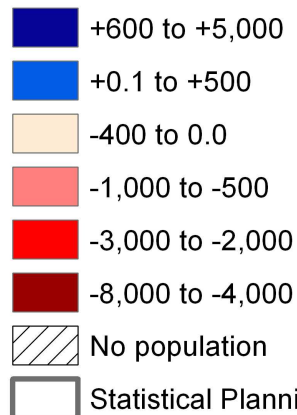 +600 to +5,000
+0.1 to +500
-400 to 0.0
-1,000 to -500
-3,000 to -2,000
-8,000 to -4,000
No population
Statistical